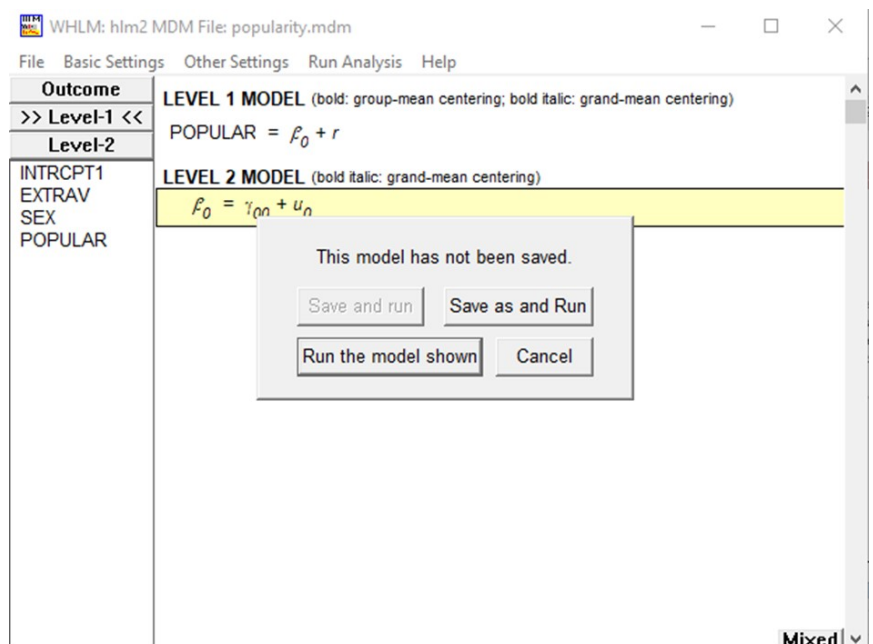 WHLM: hlm2 MDM File: popularity.mdm
File Basic Settings Other Settings Run Analysis Help
Outcome
>> Level-1 <<
Level-2
INTRCPT1
EXTRAV
SEX
POPULAR
LEVEL 1 MODEL (bold: group-mean centering; bold italic: grand-mean centering)
POPULAR = β₀ + r
LEVEL 2 MODEL (bold italic: grand-mean centering)
β₀ = γ₀₀ + u₀
This model has not been saved.
Save and run Save as and Run
Run the model shown Cancel
Mixed